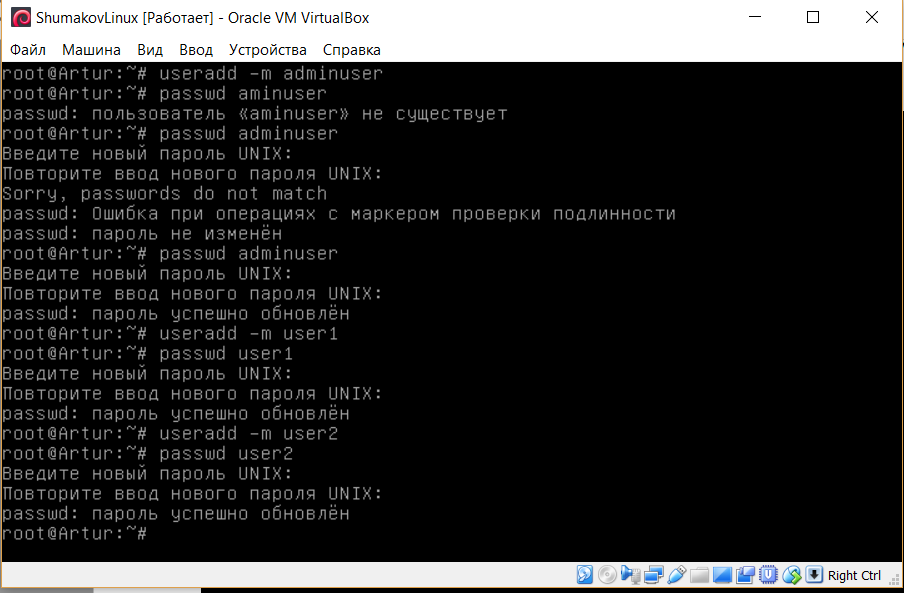 ShumakovLinux [Работает] - Oracle VM VirtualBox
Файл Машина Вид Ввод Устройства Справка
root@Artur:~# useradd -m adminuser
root@Artur:~# passwd aminuser
passwd: пользователь «aminuser» не существует
root@Artur:~# passwd adminuser
Введите новый пароль UNIX:
Повторите ввод нового пароля UNIX:
Sorry, passwords do not match
passwd: Ошибка при операциях с маркером проверки подлинности
passwd: пароль не изменён
root@Artur:~# passwd adminuser
Введите новый пароль UNIX:
Повторите ввод нового пароля UNIX:
passwd: пароль успешно обновлён
root@Artur:~# useradd -m user1
root@Artur:~# passwd user1
Введите новый пароль UNIX:
Повторите ввод нового пароля UNIX:
passwd: пароль успешно обновлён
root@Artur:~# useradd -m user2
root@Artur:~# passwd user2
Введите новый пароль UNIX:
Повторите ввод нового пароля UNIX:
passwd: пароль успешно обновлён
root@Artur:~#
Right Ctrl